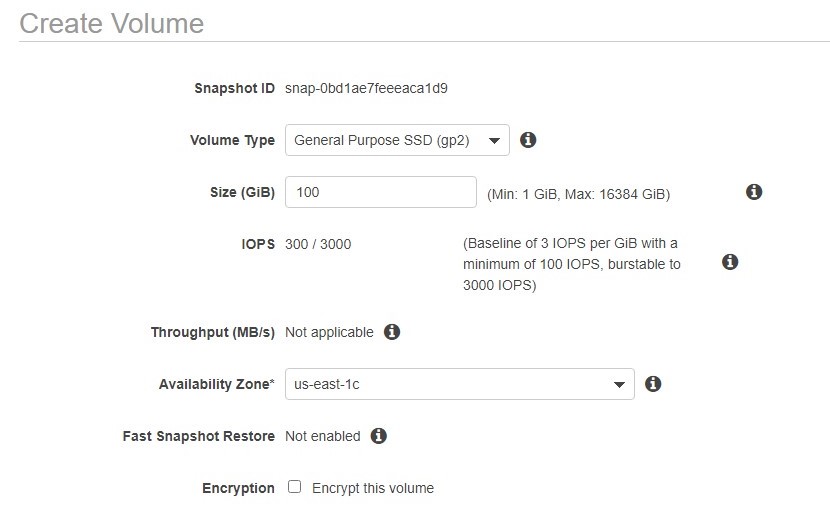 Create Volume
Snapshot ID snap-0bd1ae7feeeaca1d9
Volume Type General Purpose SSD (gp2)
Size (GiB) 100 (Min: 1 GiB, Max: 16384 GiB)
IOPS 300 / 3000 (Baseline of 3 IOPS per GiB with a
minimum of 100 IOPS, burstable to
3000 IOPS)
Throughput (MB/s) Not applicable
Availability Zone* us-east-1c
Fast Snapshot Restore Not enabled
Encryption Encrypt this volume